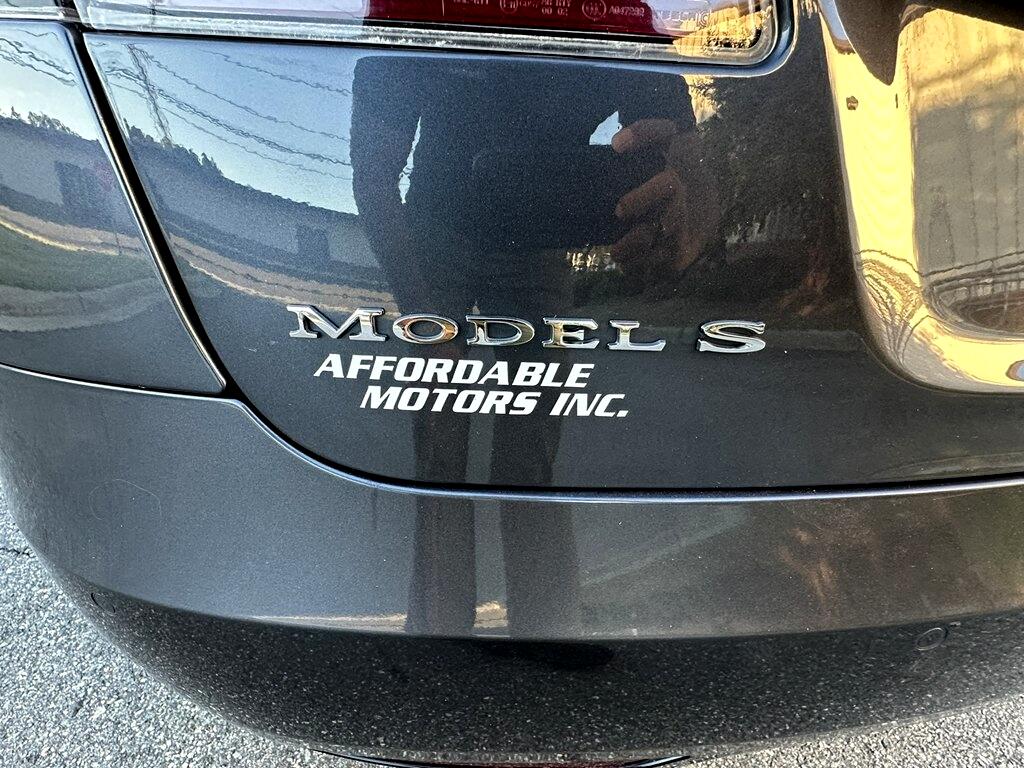 MODEL S
AFFORDABLE
MOTORS INC.